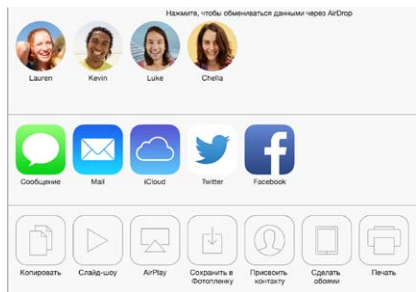 Нажмите, чтобы обмениваться данными через AirDrop
Lauren Kevin Luke Chella
Сообщение Mail iCloud Twitter Facebook
Копировать Слайд-шоу AirPlay Сохранить в Фотопленку Присвоить контакту Сделать обоями Печать